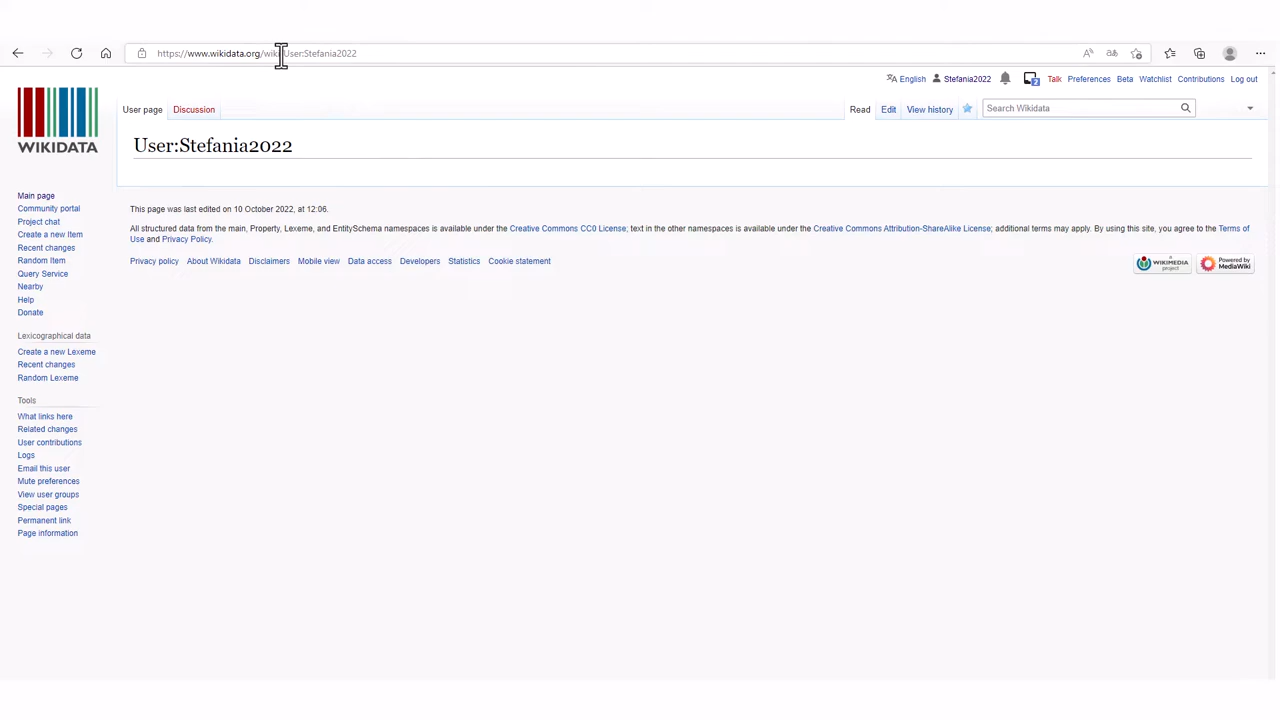 https://www.wikidata.org/wiki/User:Stefania2022
English Stefania2022 2 Talk Preferences Beta Watchlist Contributions Log out
User page Discussion Read Edit View history Search Wikidata
WIKIDATA
User:Stefania2022
This page was last edited on 10 October 2022, at 12:06.
All structured data from the main, Property, Lexeme, and EntitySchema namespaces is available under the Creative Commons CC0 License; text in the other namespaces is available under the Creative Commons Attribution-ShareAlike License; additional terms may apply. By using this site, you agree to the Terms of
Use and Privacy Policy.
Privacy policy About Wikidata Disclaimers Mobile view Data access Developers Statistics Cookie statement
A WIKIMEDIA project
Powered by MediaWiki
Main page
Community portal
Project chat
Create a new Item
Recent changes
Random Item
Query Service
Nearby
Help
Donate
Lexicographical data
Create a new Lexeme
Recent changes
Random Lexeme
Tools
What links here
Related changes
User contributions
Logs
Email this user
Mute preferences
View user groups
Special pages
Permanent link
Page information